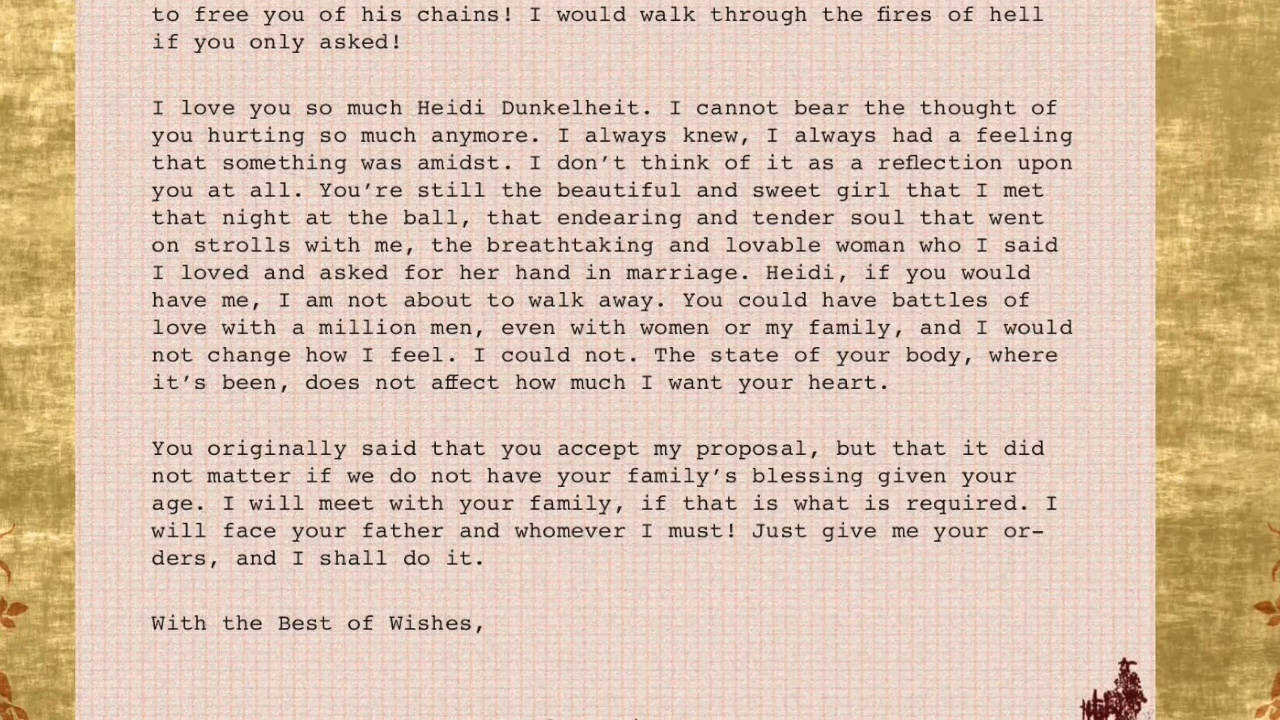 to free you of his chains! I would walk through the fires of hell
if you only asked!
I love you so much Heidi Dunkelheit. I cannot bear the thought of
you hurting so much anymore. I always knew, I always had a feeling
that something was amidst. I don’t think of it as a reflection upon
you at all. You’re still the beautiful and sweet girl that I met
that night at the ball, that endearing and tender soul that went
on strolls with me, the breathtaking and lovable woman who I said
I loved and asked for her hand in marriage. Heidi, if you would
have me, I am not about to walk away. You could have battles of
love with a million men, even with women or my family, and I would
not change how I feel. I could not. The state of your body, where
it’s been, does not affect how much I want your heart.
You originally said that you accept my proposal, but that it did
not matter if we do not have your family’s blessing given your
age. I will meet with your family, if that is what is required. I
will face your father and whomever I must! Just give me your or-
ders, and I shall do it.
With the Best of Wishes,